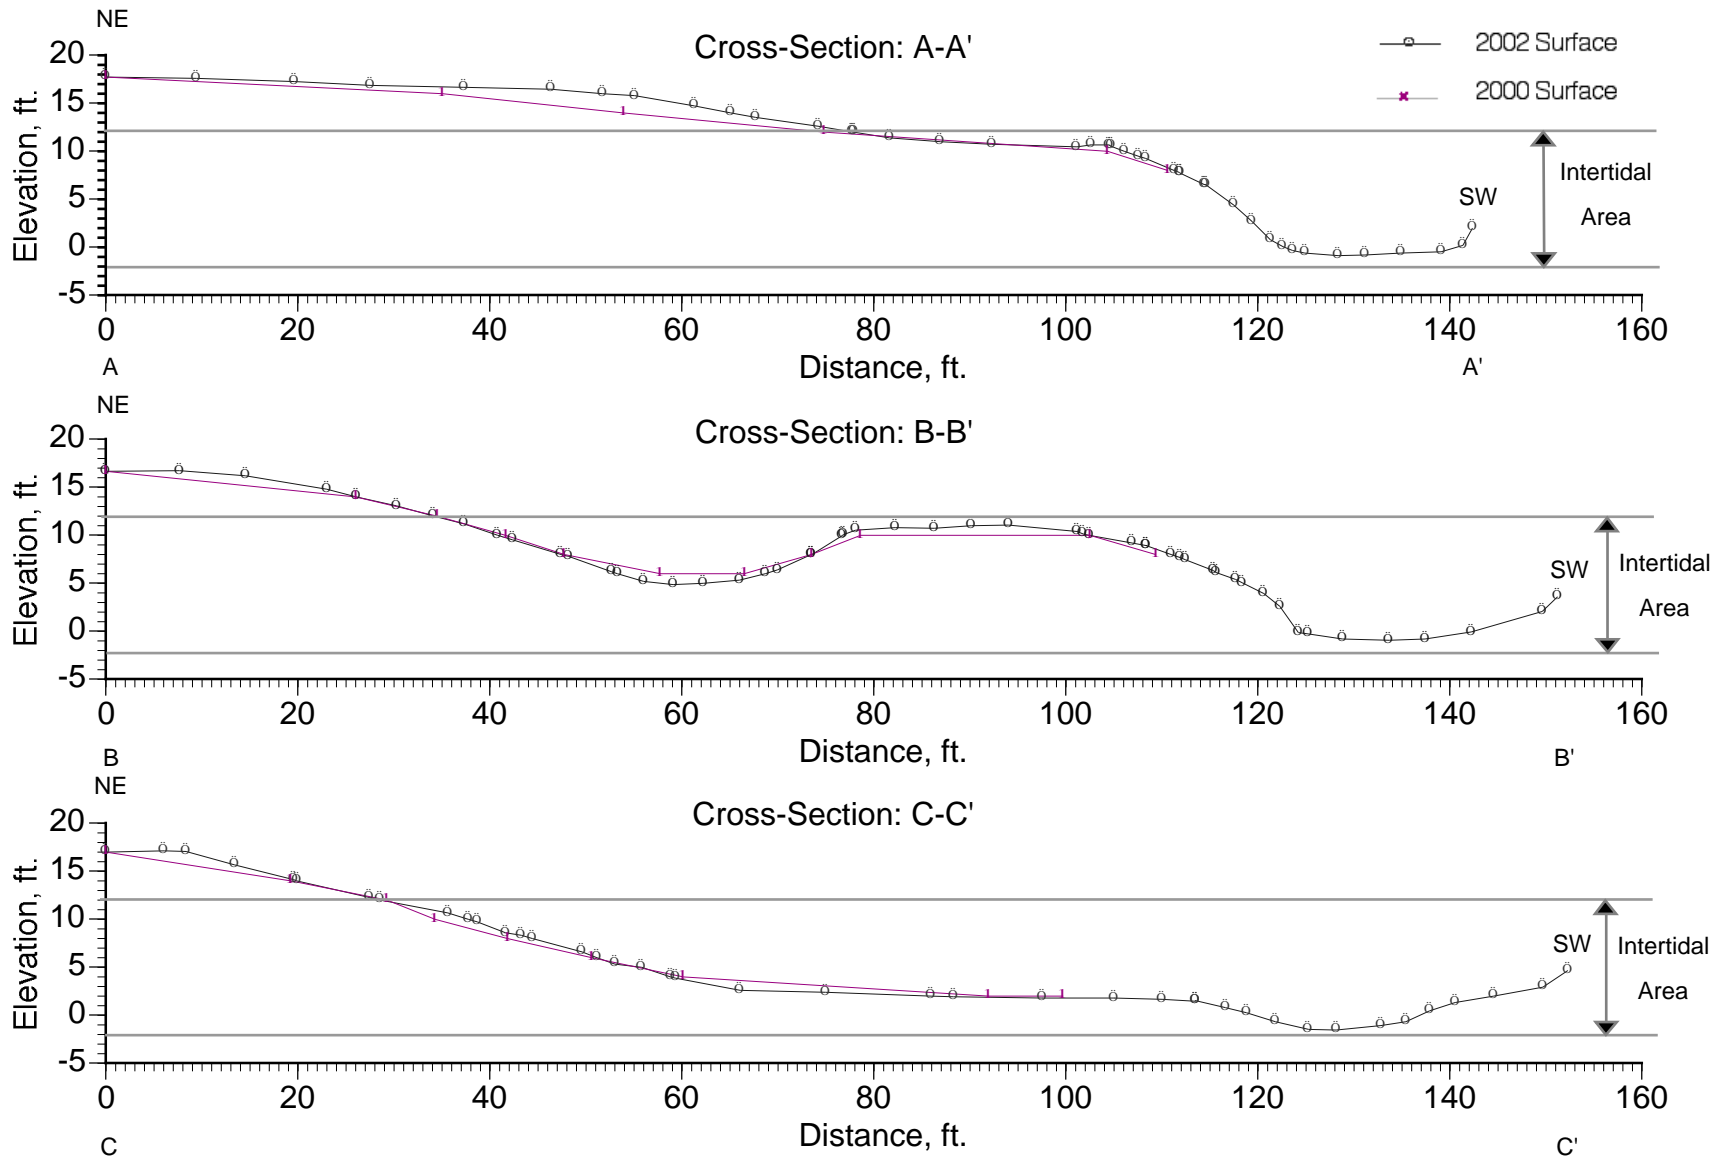 NE
Cross-Section: A-A'
2002 Surface
2000 Surface
20
15
10
5
0
-5
Elevation, ft.
Intertidal
Area
SW
0 20 40 60 80 100 120 140 160
Distance, ft.
A A'
NE
Cross-Section: B-B'
20
15
10
5
0
-5
Elevation, ft.
Intertidal
Area
SW
0 20 40 60 80 100 120 140 160
Distance, ft.
B B'
NE
Cross-Section: C-C'
20
15
10
5
0
-5
Elevation, ft.
SW
Intertidal
Area
0 20 40 60 80 100 120 140 160
Distance, ft.
C C'